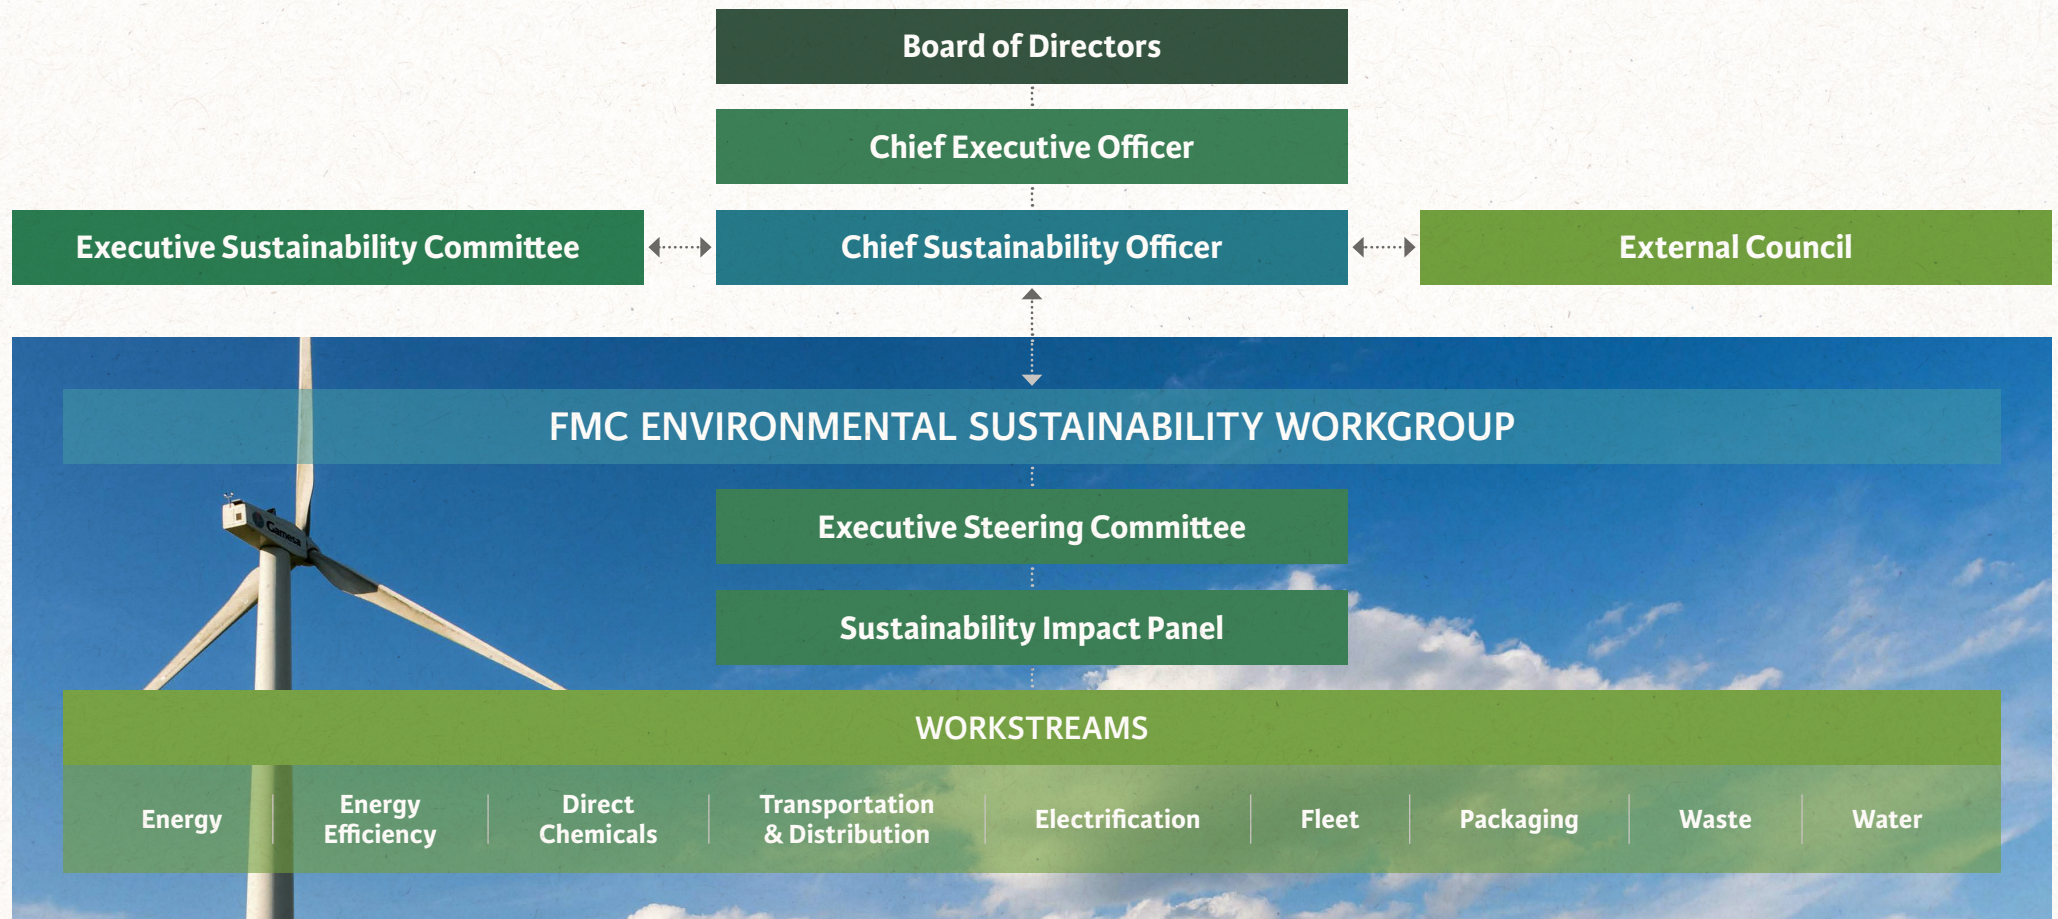 Board of Directors
Chief Executive Officer
Executive Sustainability Committee
Chief Sustainability Officer
External Council
FMC ENVIRONMENTAL SUSTAINABILITY WORKGROUP
Gamesa
Executive Steering Committee
Sustainability Impact Panel
WORKSTREAMS
Energy
Energy
Efficiency
Direct
Chemicals
Transportation
& Distribution
Electrification
Fleet
Packaging
Waste
Water